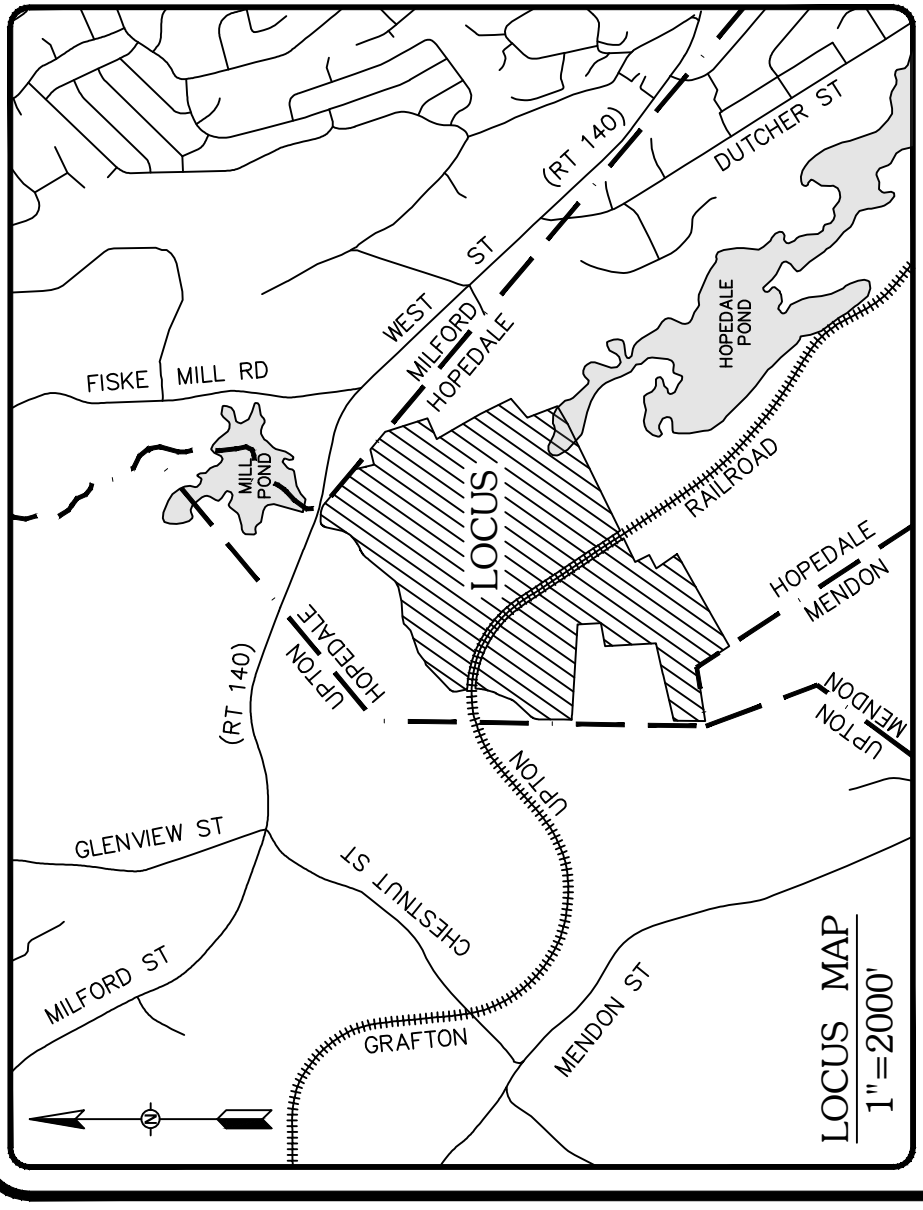 (RT 140)
DUTCHER ST
WEST ST
MILFORD
HOPEDALE
HOPEDALE
POND
FISKE MILL RD
MILL
POND
LOCUS
RAILROAD
HOPEDALE
MENDON
UPTON
HOPEDALE
(RT 140)
UPTON
MENDON
UPTON
GLENVIEW ST
CHESTNUT ST
MILFORD ST
GRAFTON
MENDON ST
N
LOCUS MAP
1"=2000'